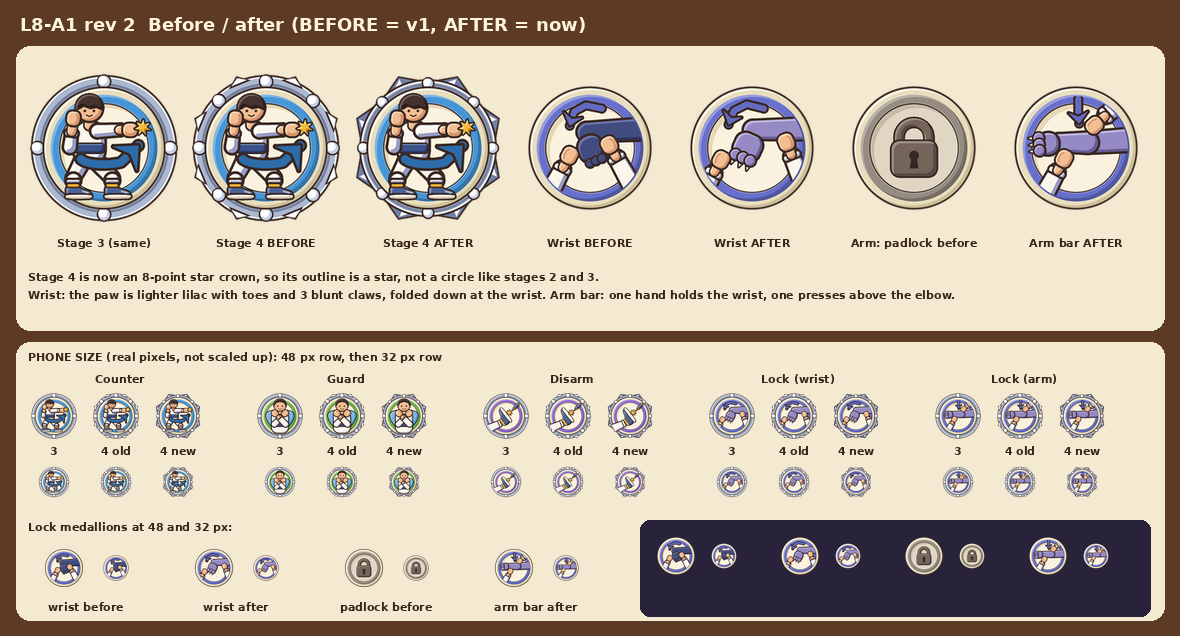 L8-A1 rev 2  Before / after (BEFORE = v1, AFTER = now)
Stage 3 (same)
Stage 4 BEFORE
Stage 4 AFTER
Wrist BEFORE
Wrist AFTER
Arm: padlock before
Arm bar AFTER
Stage 4 is now an 8-point star crown, so its outline is a star, not a circle like stages 2 and 3.
Wrist: the paw is lighter lilac with toes and 3 blunt claws, folded down at the wrist. Arm bar: one hand holds the wrist, one presses above the elbow.
PHONE SIZE (real pixels, not scaled up): 48 px row, then 32 px row
Counter
Guard
Disarm
Lock (wrist)
Lock (arm)
3
4 old
4 new
3
4 old
4 new
3
4 old
4 new
3
4 old
4 new
3
4 old
4 new
Lock medallions at 48 and 32 px:
wrist before
wrist after
padlock before
arm bar after